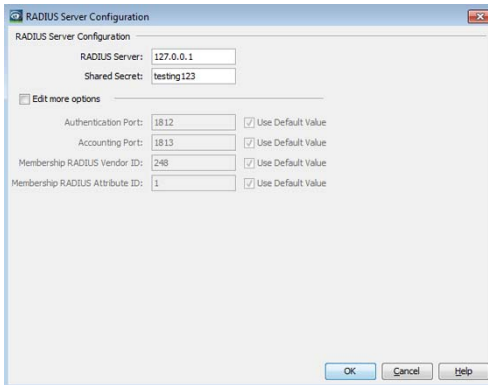 RADIUS Server Configuration
RADIUS Server Configuration
RADIUS Server: 127.0.0.1
Shared Secret: testing123
Edit more options
Authentication Port: 1812 Use Default Value
Accounting Port: 1813 Use Default Value
Membership RADIUS Vendor ID: 248 Use Default Value
Membership RADIUS Attribute ID: 1 Use Default Value
OK Cancel Help